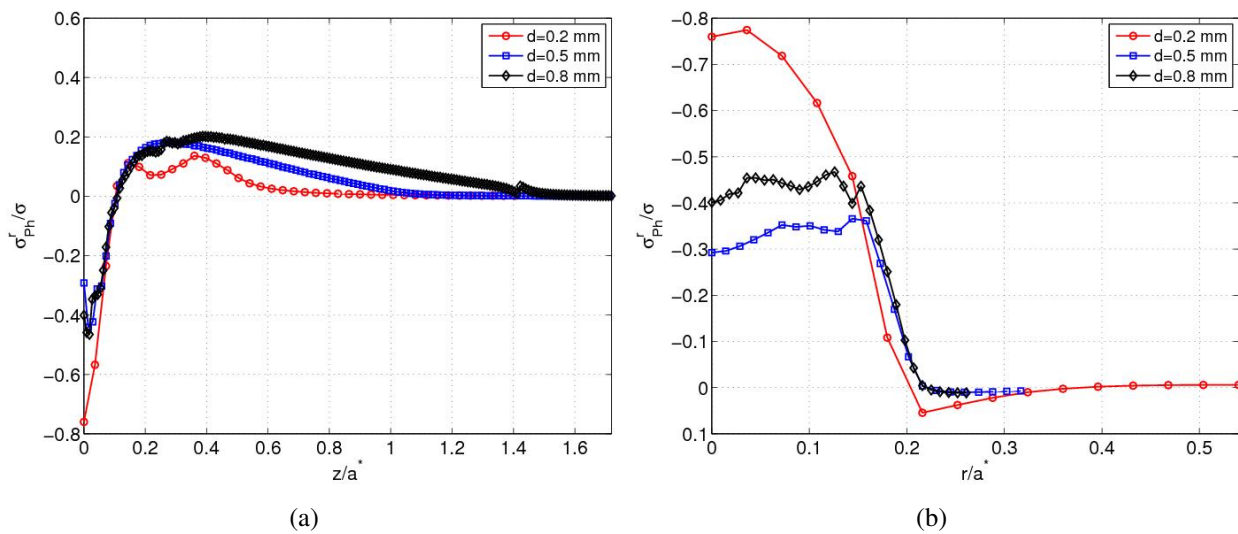 0.6
0.4
0.2
0
−0.2
−0.4
−0.6
−0.8
σ^r_Ph/σ
0 0.2 0.4 0.6 0.8 1 1.2 1.4 1.6
z/a*
d=0.2 mm
d=0.5 mm
d=0.8 mm
(a)
−0.8
−0.7
−0.6
−0.5
−0.4
−0.3
−0.2
−0.1
0
0.1
σ^r_Ph/σ
0 0.1 0.2 0.3 0.4 0.5
r/a*
d=0.2 mm
d=0.5 mm
d=0.8 mm
(b)